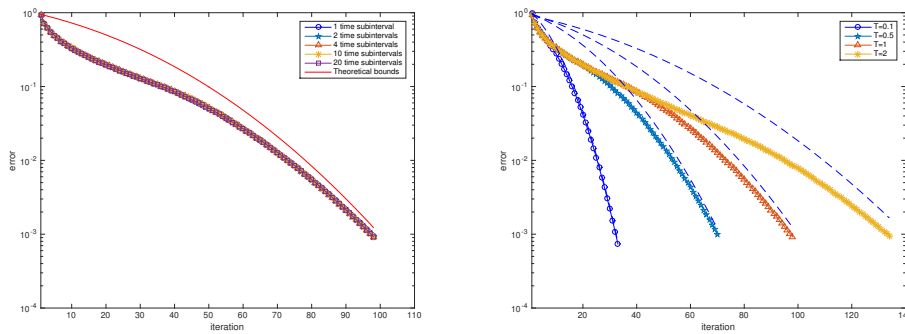 10^0
10^-1
10^-2
10^-3
10^-4
error
1
10
20
30
40
50
60
70
80
90
100
110
iteration
1 time subinterval
2 time subintervals
4 time subintervals
10 time subintervals
20 time subintervals
Theoretical bounds
10^0
10^-1
10^-2
10^-3
10^-4
error
1
20
40
60
80
100
120
140
iteration
T=0.1
T=0.5
T=1
T=2